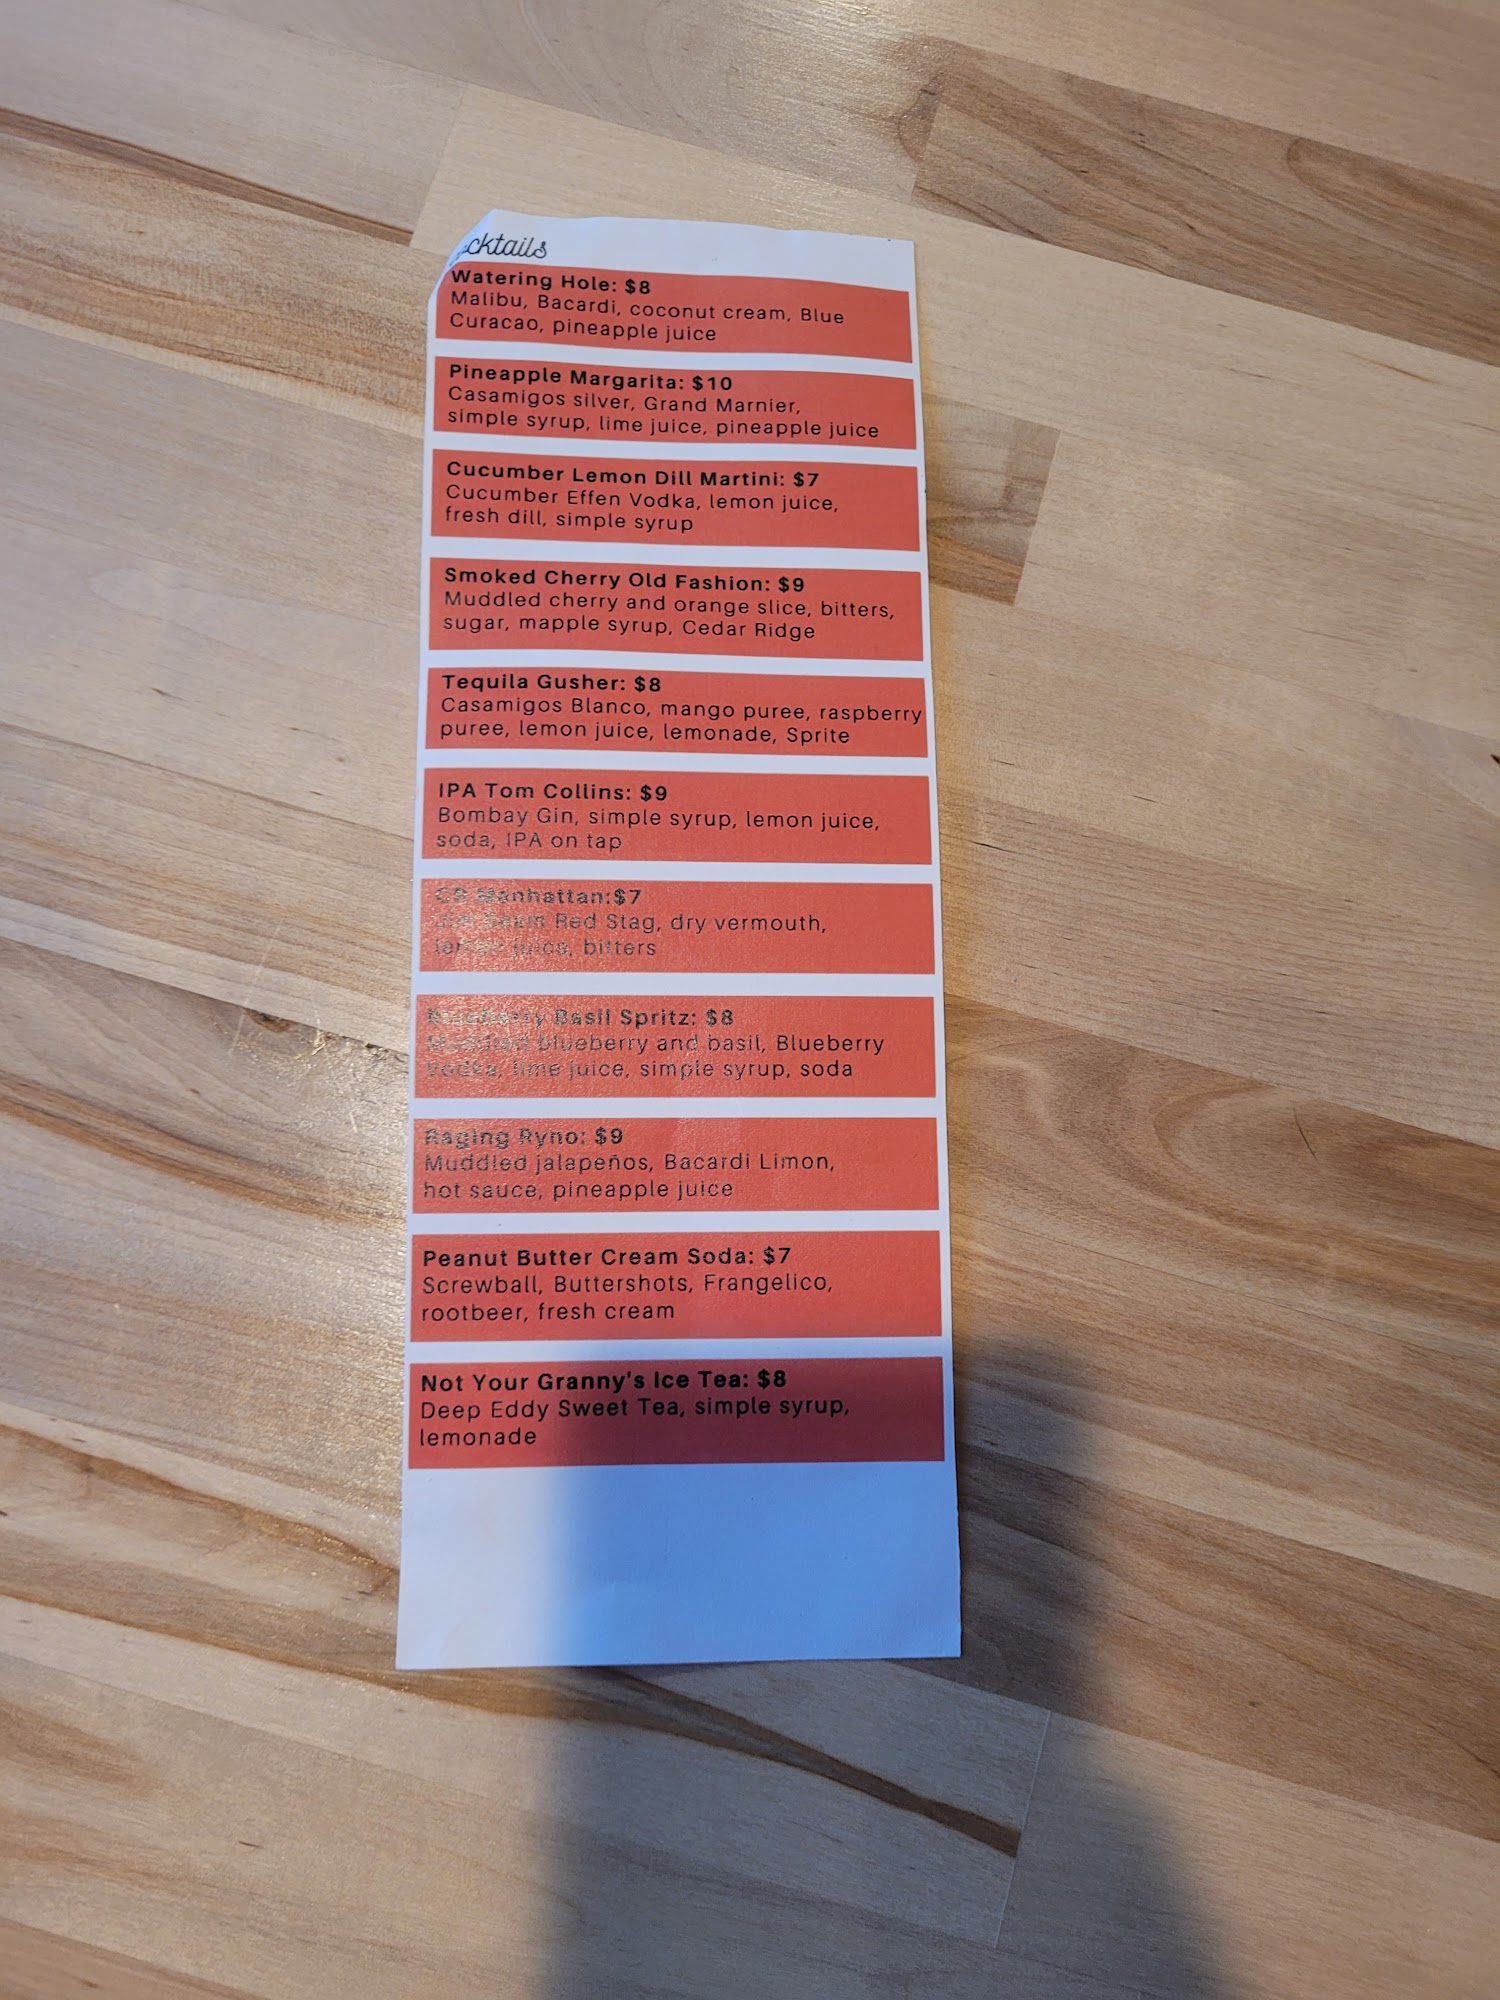 cktails
Watering Hole: $8
Malibu, Bacardi, coconut cream, Blue
Curacao, pineapple juice
Pineapple Margarita: $10
Casamigos silver, Grand Marnier,
simple syrup, lime juice, pineapple juice
Cucumber Lemon Dill Martini: $7
Cucumber Effen Vodka, lemon juice,
fresh dill, simple syrup
Smoked Cherry Old Fashion: $9
Muddled cherry and orange slice, bitters,
sugar, mapple syrup, Cedar Ridge
Tequila Gusher: $8
Casamigos Blanco, mango puree, raspberry
puree, lemon juice, lemonade, Sprite
IPA Tom Collins: $9
Bombay Gin, simple syrup, lemon juice,
soda, IPA on tap
Manhattan:$7
Beam Red Stag, dry vermouth,
juice, bitters
Blueberry Basil Spritz: $8
Muddled blueberry and basil, Blueberry
Vodka, lime juice, simple syrup, soda
Raging Ryno: $9
Muddled jalapeños, Bacardi Limon,
hot sauce, pineapple juice
Peanut Butter Cream Soda: $7
Screwball, Buttershots, Frangelico,
rootbeer, fresh cream
Not Your Granny's Ice Tea: $8
Deep Eddy Sweet Tea, simple syrup,
lemonade